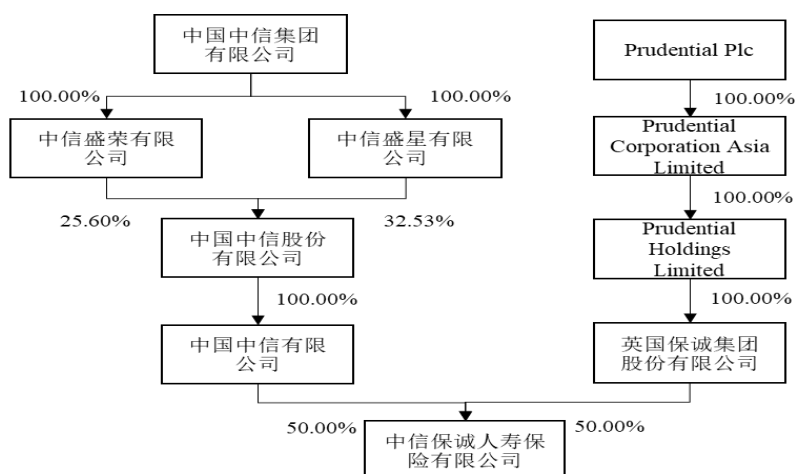 中国中信集团
有限公司
Prudential Plc
100.00%
100.00%
100.00%
中信盛荣有限
公司
中信盛星有限
公司
Prudential
Corporation Asia
Limited
25.60%
32.53%
100.00%
中国中信股份
有限公司
Prudential
Holdings
Limited
100.00%
100.00%
中国中信有限
公司
英国保诚集团
股份有限公司
50.00%
50.00%
中信保诚人寿保
险有限公司